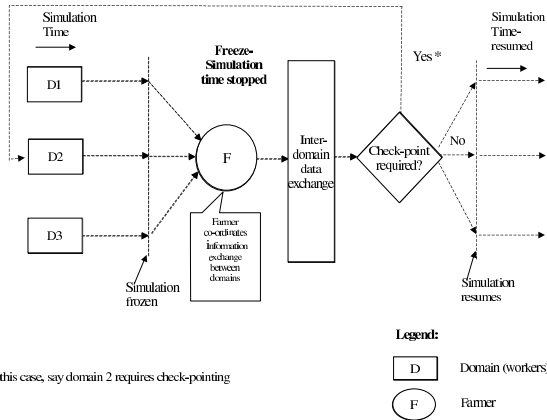 Simulation
Time
Freeze-
Simulation
time stopped
Yes *
Simulation
Time-
resumed
D1
D2
D3
F
Inter-
domain
data
exchange
Check-point
required?
No
Farmer
co-ordinates
information
exchange
between
domains
Simulation
frozen
Simulation
resumes
Legend:
D
Domain (workers)
F
Farmer
this case, say domain 2 requires check-pointing